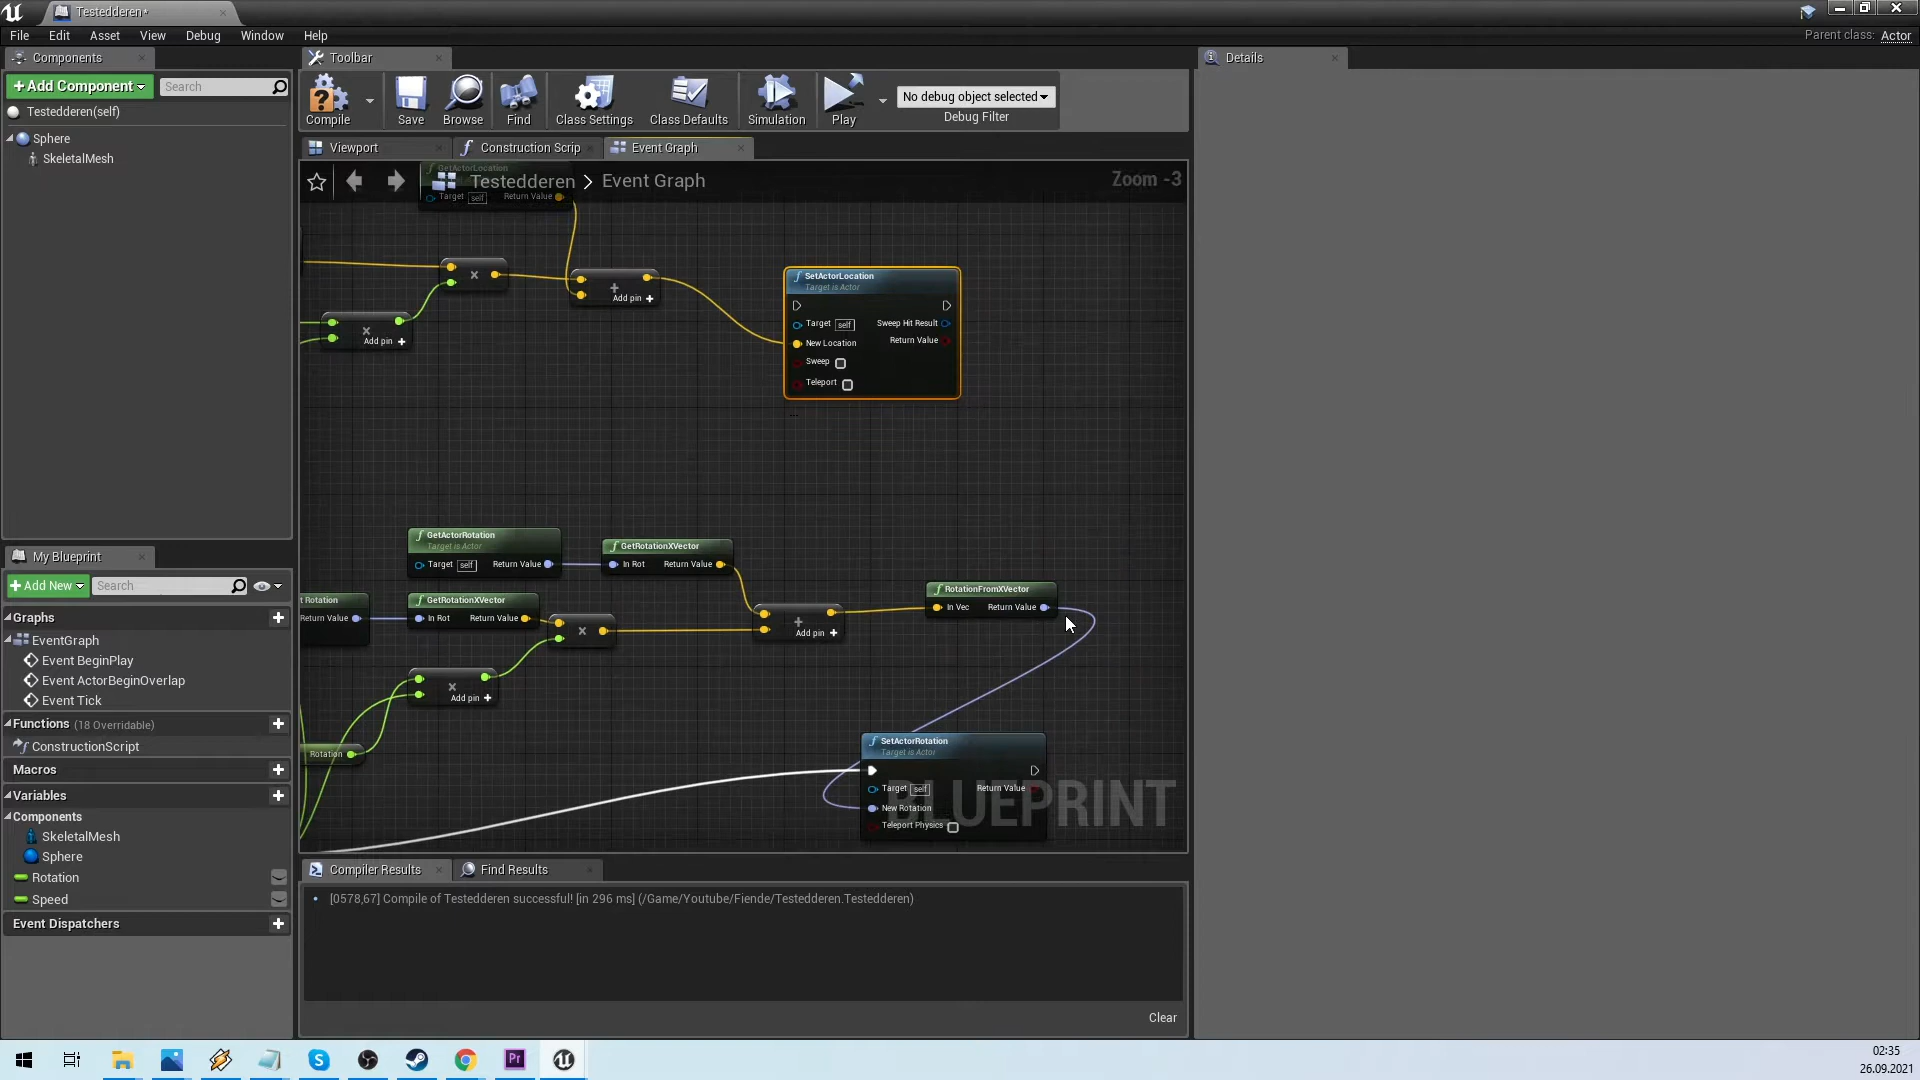 Testedderen*
File Edit Asset View Debug Window Help
Parent class: Actor
Components
Toolbar
Details
+Add Component
Search
Testedderen(self)
Sphere
SkeletalMesh
Compile
Save
Browse
Find
Class Settings
Class Defaults
Simulation
Play
No debug object selected
Debug Filter
Viewport
Construction Scrip
Event Graph
GetActorLocation
Testedderen > Event Graph
Zoom -3
Target self Return Value
Add pin +
Add pin +
SetActorLocation
Target is Actor
Target self Sweep Hit Result
New Location Return Value
Sweep
Teleport
GetActorRotation
Target is Actor
Target self Return Value
GetRotationXVector
In Rot Return Value
t Rotation
Return Value
GetRotationXVector
In Rot Return Value
Add pin +
RotationFromXVector
In Vec Return Value
Add pin +
Rotation
SetActorRotation
Target is Actor
Target self Return Value
New Rotation
Teleport Physics
BLUEPRINT
My Blueprint
+Add New
Search
Graphs
EventGraph
Event BeginPlay
Event ActorBeginOverlap
Event Tick
Functions (18 Overridable)
ConstructionScript
Macros
Variables
Components
SkeletalMesh
Sphere
Rotation
Speed
Event Dispatchers
Compiler Results
Find Results
[0578,67] Compile of Testedderen successful! [in 296 ms] (/Game/Youtube/Fiende/Testedderen.Testedderen)
Clear
Pr
02:35
26.09.2021